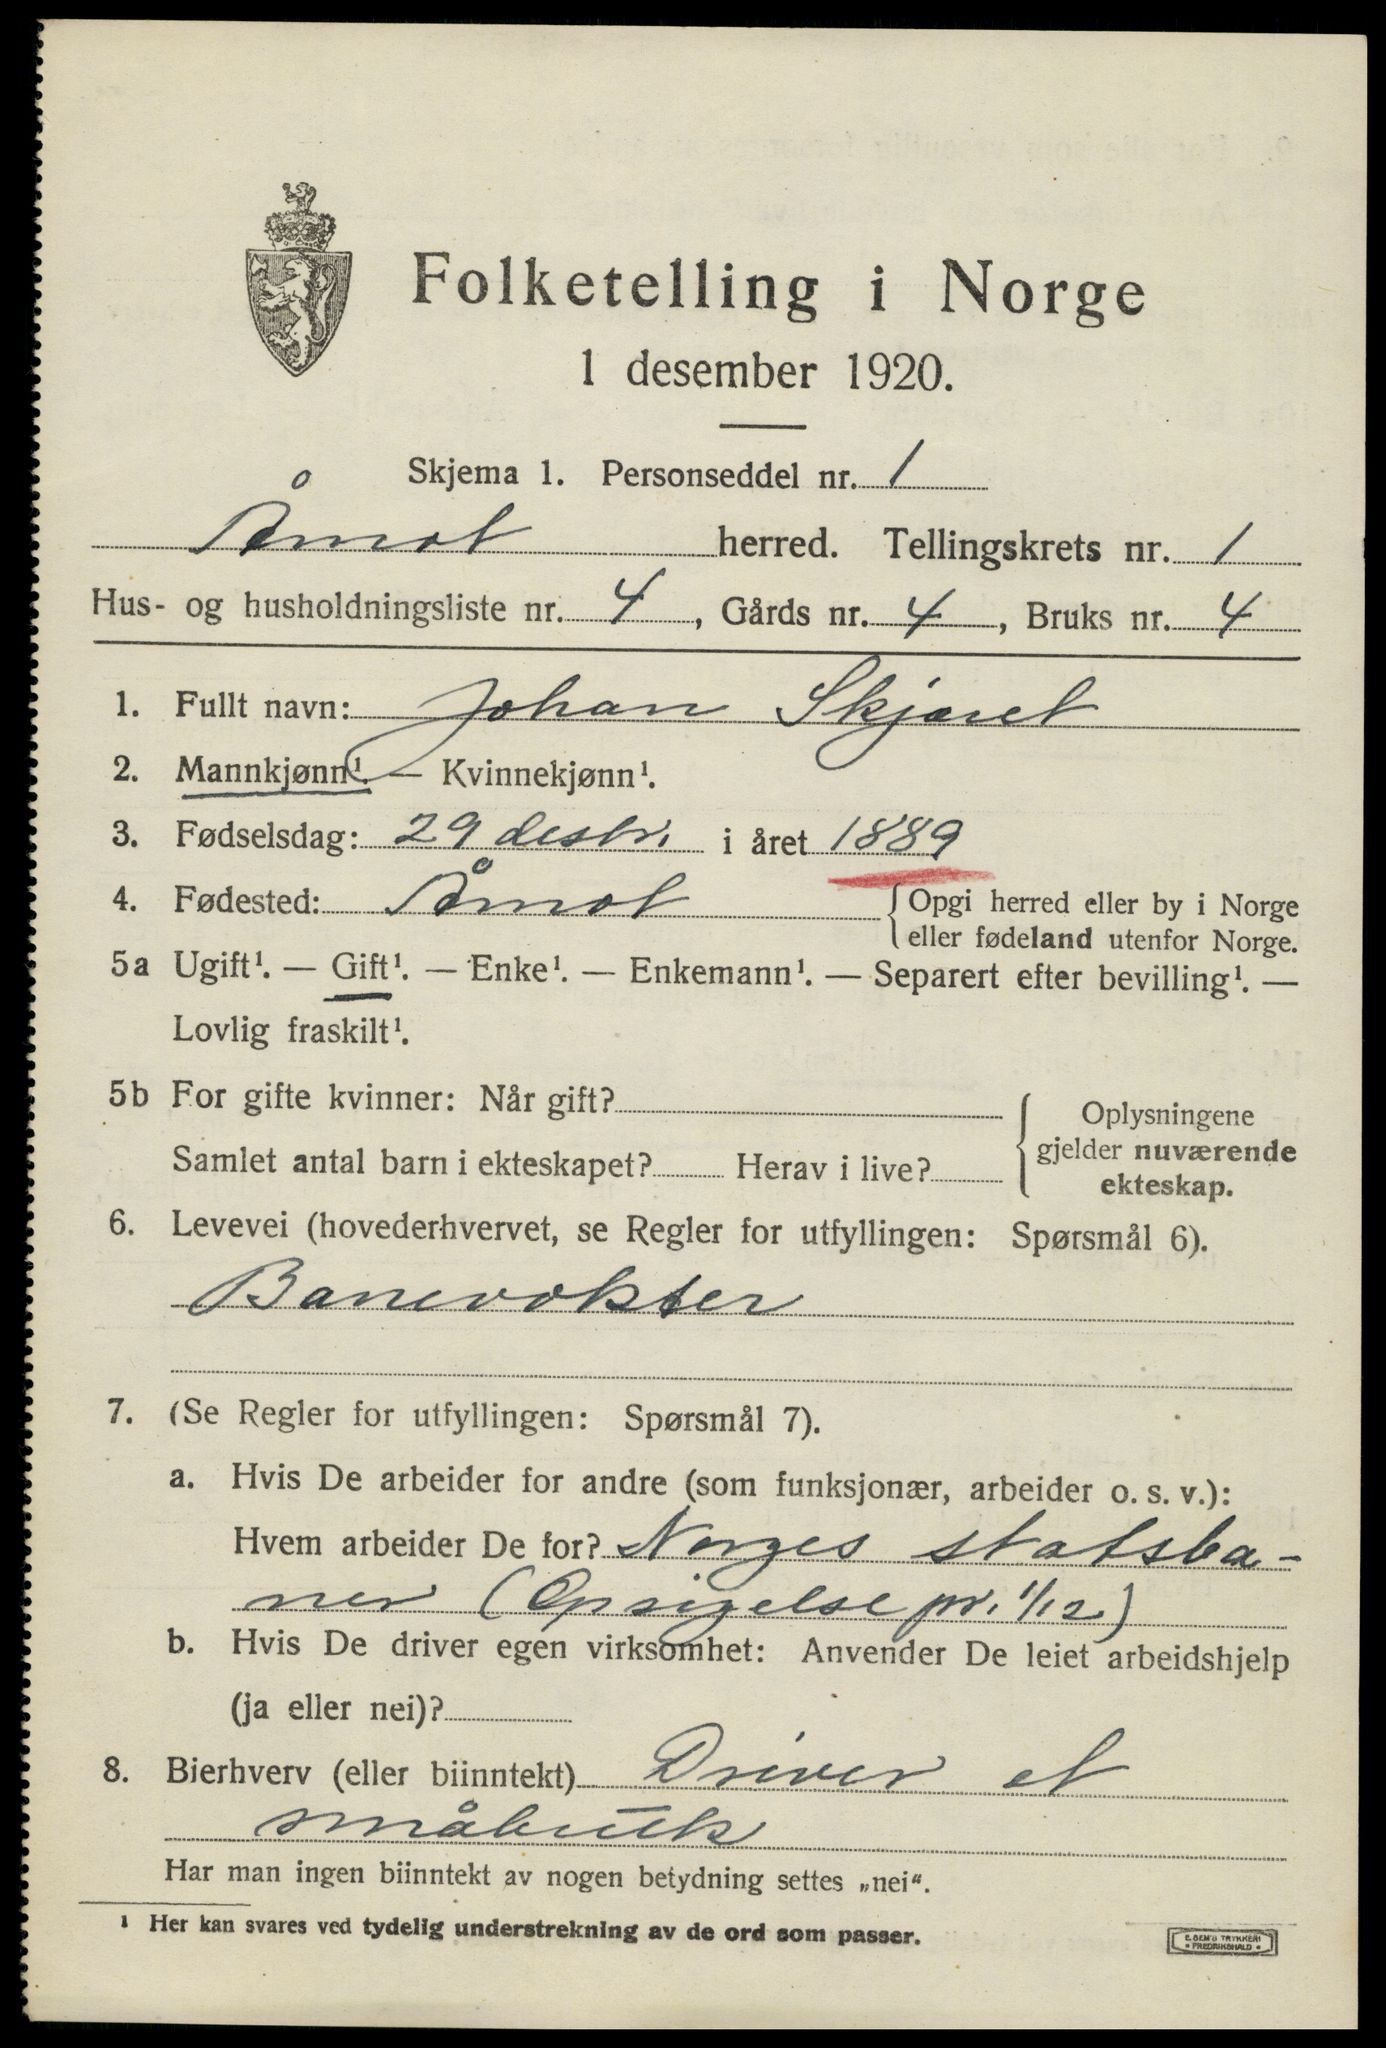 Folketelling i Norge
1 desember 1920.
Skjema 1. Personseddel nr. 1
Åmot herred. Tellingskrets nr. 1
Hus- og husholdningsliste nr. 4, Gårds nr. 4, Bruks nr. 4
1. Fullt navn: Johan Skjæret
2. Mannkjønn¹. — Kvinnekjønn¹.
3. Fødselsdag: 29 desbr. i året 1889
4. Fødested: Åmot { Opgi herred eller by i Norge
eller fødeland utenfor Norge.
5a Ugift¹. — Gift¹. — Enke¹. — Enkemann¹. — Separert efter bevilling¹. —
Lovlig fraskilt¹.
5b For gifte kvinner: Når gift? { Oplysningene
gjelder nuværende
Samlet antal barn i ekteskapet? Herav i live?
ekteskap.
6. Levevei (hovederhvervet, se Regler for utfyllingen: Spørsmål 6).
Banevokter
7. (Se Regler for utfyllingen: Spørsmål 7).
a. Hvis De arbeider for andre (som funksjonær, arbeider o. s. v.):
Hvem arbeider De for? Norges statsba-
ner (Opsigelse pr. 1/12)
b. Hvis De driver egen virksomhet: Anvender De leiet arbeidshjelp
(ja eller nei)?
8. Bierhverv (eller biinntekt) Driver et
småbruk
Har man ingen biinntekt av nogen betydning settes „nei“.
¹ Her kan svares ved tydelig understrekning av de ord som passer.
E. SEM'S TRYKKERI
• FREDRIKSHALD •